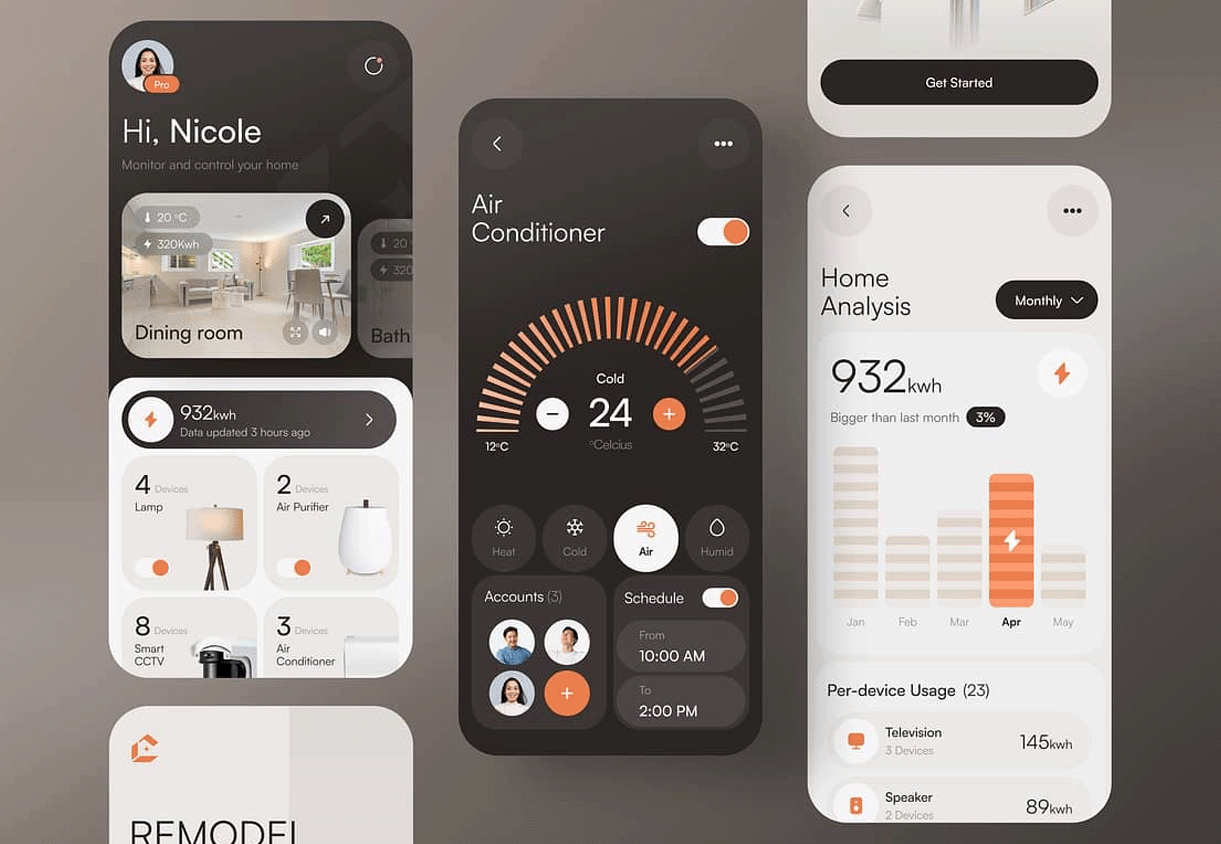 Pro
Hi, Nicole
Monitor and control your home
20 °C
320Kwh
Dining room
20
320
Bath
932kwh
Data updated 3 hours ago
4 Devices
Lamp
2 Devices
Air Purifier
8 Devices
Smart
CCTV
3 Devices
Air
Conditioner
REMODEL
Air
Conditioner
Cold
24
°Celcius
12°C
32°C
Heat
Cold
Air
Humid
Accounts (3)
Schedule
From
10:00 AM
To
2:00 PM
Get Started
Home
Analysis
Monthly
932kwh
Bigger than last month 3%
Jan
Feb
Mar
Apr
May
Per-device Usage (23)
Television
3 Devices
145kwh
Speaker
2 Devices
89kwh